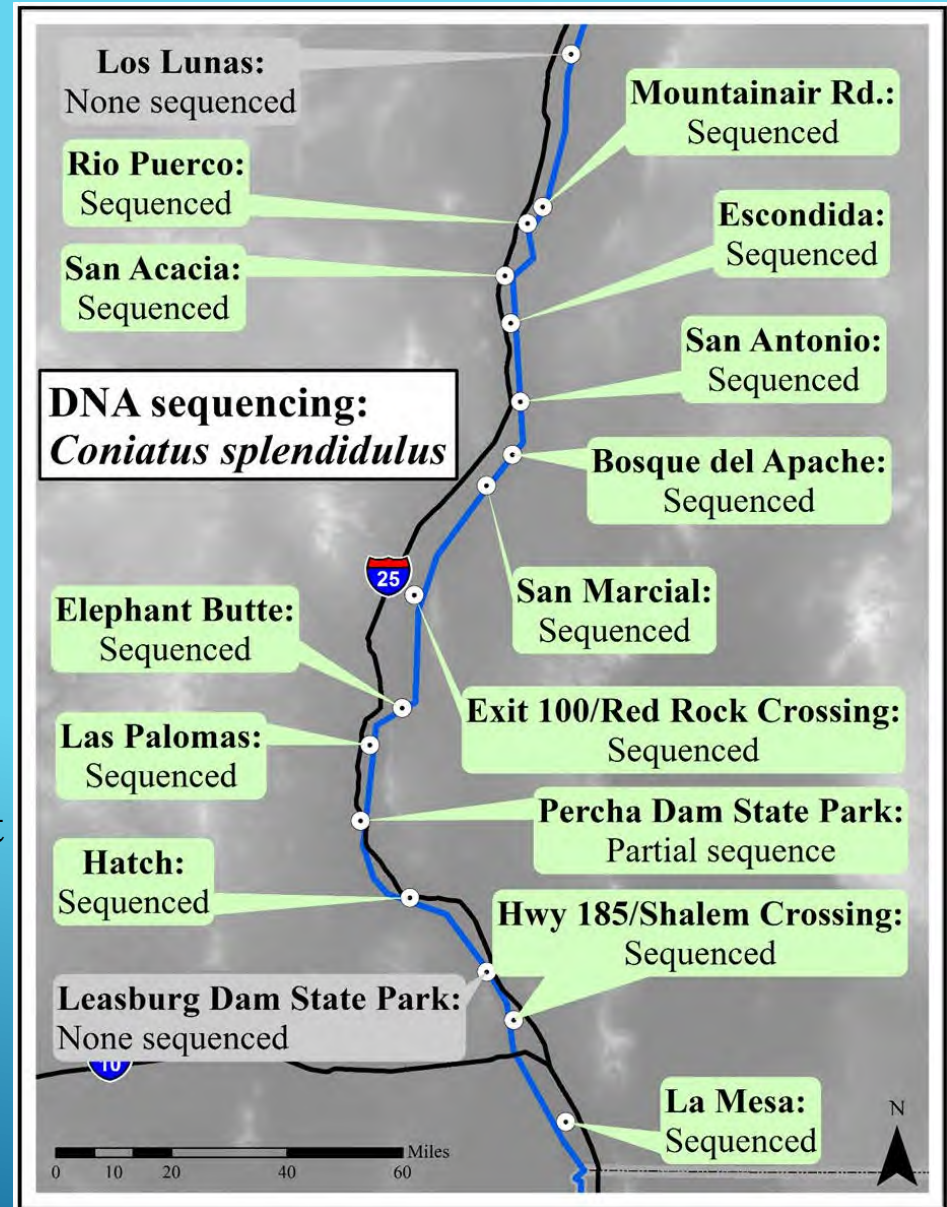 Los Lunas:
None sequenced
Mountainair Rd.:
Sequenced
Rio Puerco:
Sequenced
Escondida:
Sequenced
San Acacia:
Sequenced
San Antonio:
Sequenced
DNA sequencing:
Coniatus splendidulus
Bosque del Apache:
Sequenced
25
San Marcial:
Sequenced
Elephant Butte:
Sequenced
Exit 100/Red Rock Crossing:
Sequenced
Las Palomas:
Sequenced
Percha Dam State Park:
Partial sequence
t
Hatch:
Sequenced
Hwy 185/Shalem Crossing:
Sequenced
Leasburg Dam State Park:
None sequenced
10
La Mesa:
Sequenced
N
Miles
0 10 20 40 60